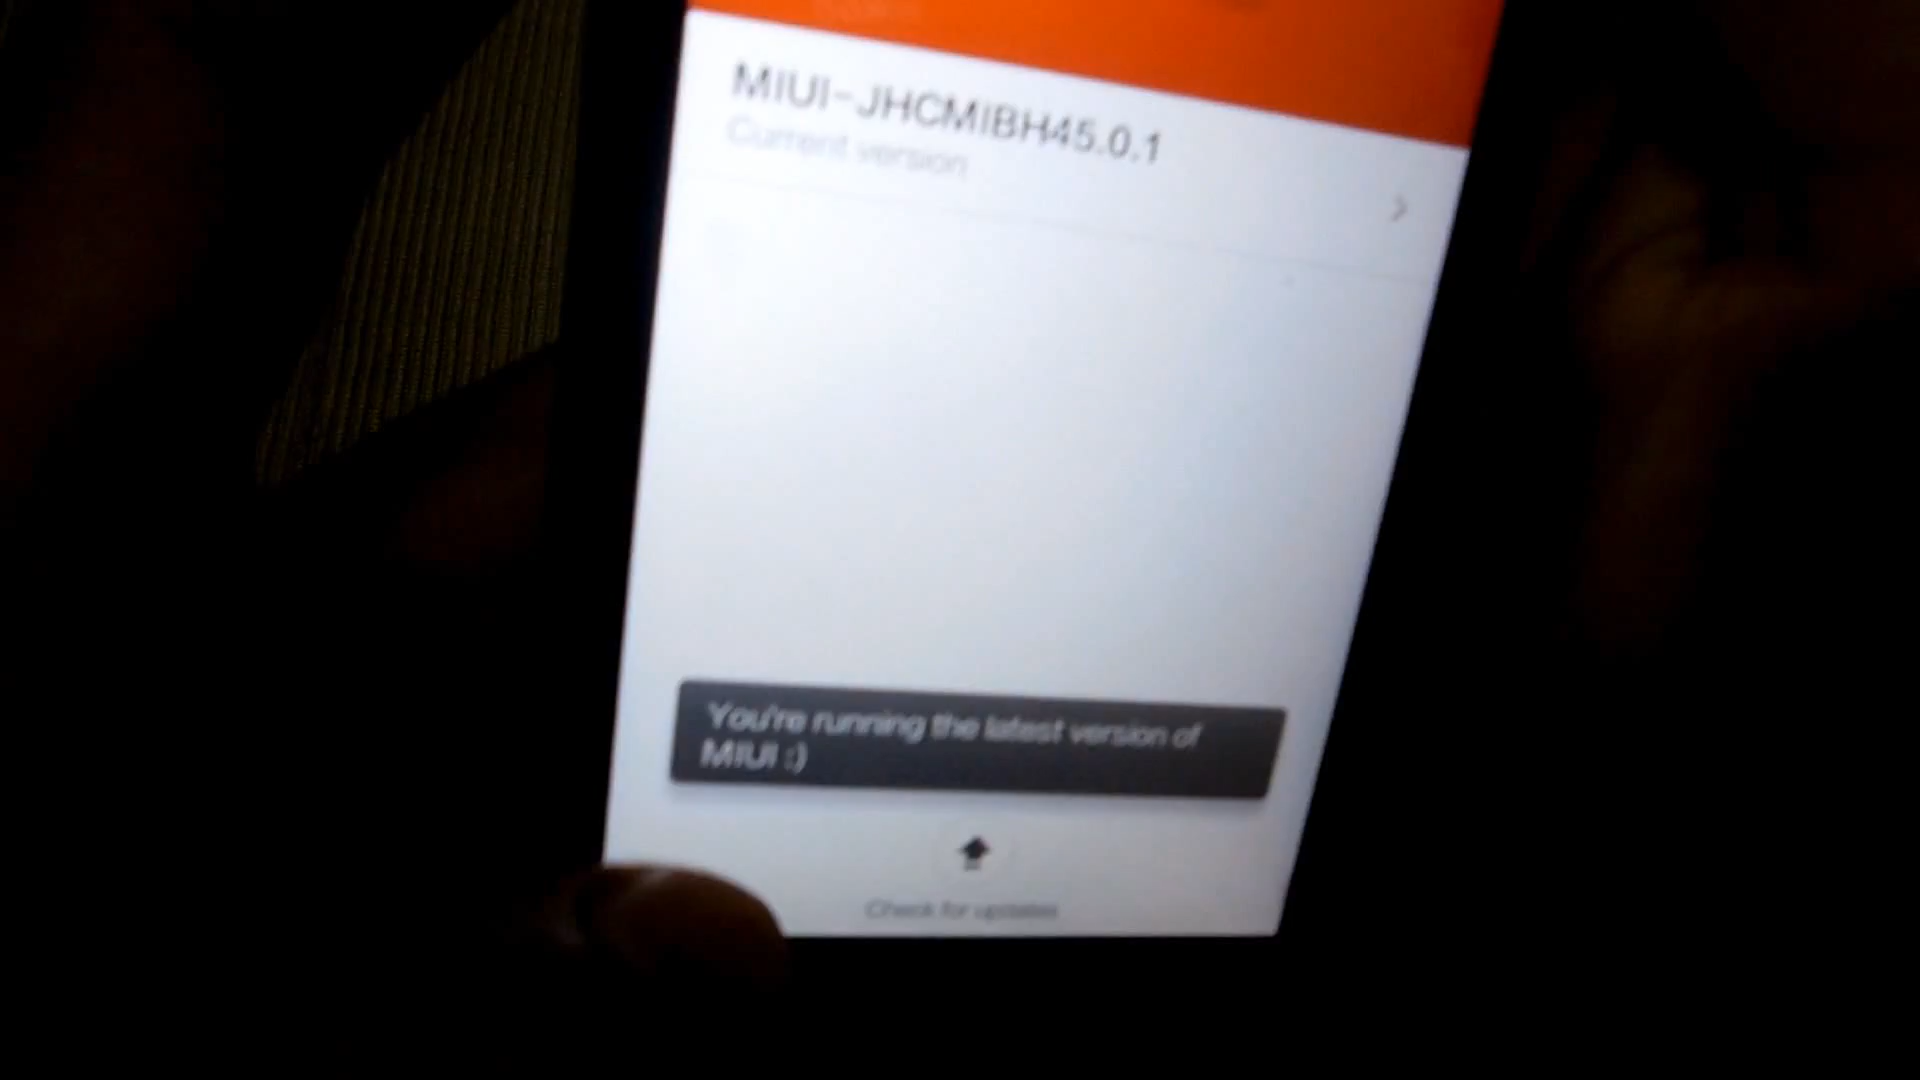 MIUI-JHCMIBH45.0.1
Current version
You're running the latest version of
MIUI :)
Check for updates